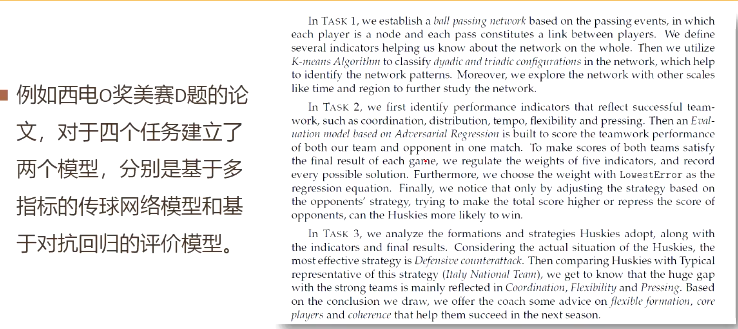 例如西电O奖美赛D题的论
文，对于四个任务建立了
两个模型，分别是基于多
指标的传球网络模型和基
于对抗回归的评价模型。
In TASK 1, we establish a ball passing network based on the passing events, in which
each player is a node and each pass constitutes a link between players. We define
several indicators helping us know about the network on the whole. Then we utilize
K-means Algorithm to classify dyadic and triadic configurations in the network, which help
to identify the network patterns. Moreover, we explore the network with other scales
like time and region to further study the network.
In TASK 2, we first identify performance indicators that reflect successful team-
work, such as coordination, distribution, tempo, flexibility and pressing. Then an Eval-
uation model based on Adversarial Regression is built to score the teamwork performance
of both our team and opponent in one match. To make scores of both teams satisfy
the final result of each game, we regulate the weights of five indicators, and record
every possible solution. Furthermore, we choose the weight with LowestError as the
regression equation. Finally, we notice that only by adjusting the strategy based on
the opponents' strategy, trying to make the total score higher or repress the score of
opponents, can the Huskies more likely to win.
In TASK 3, we analyze the formations and strategies Huskies adopt, along with
the indicators and final results. Considering the actual situation of the Huskies, the
most effective strategy is Defensive counterattack. Then comparing Huskies with Typical
representative of this strategy (Italy National Team), we get to know that the huge gap
with the strong teams is mainly reflected in Coordination, Flexibility and Pressing. Based
on the conclusion we draw, we offer the coach some advice on flexible formation, core
players and coherence that help them succeed in the next season.